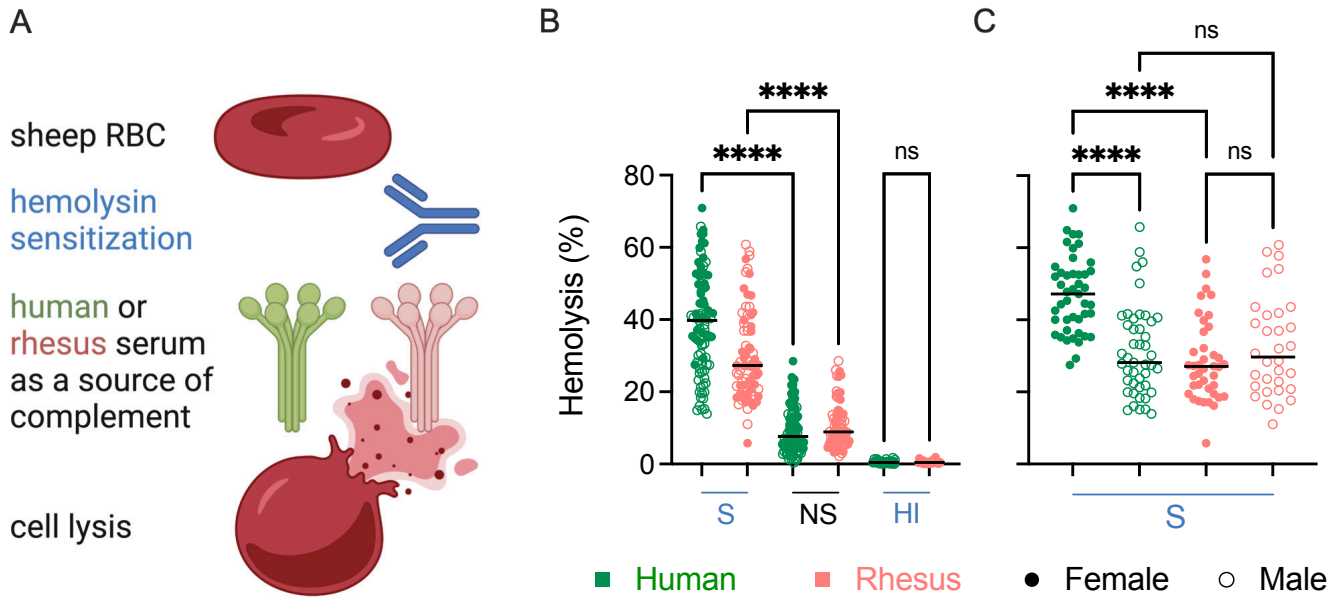 A
sheep RBC
hemolysin
sensitization
human or
rhesus serum
as a source of
complement
cell lysis
B
Hemolysis (%)
80
60
40
20
0
****
****
ns
S
NS
HI
C
ns
****
****
ns
S
Human
Rhesus
Female
Male